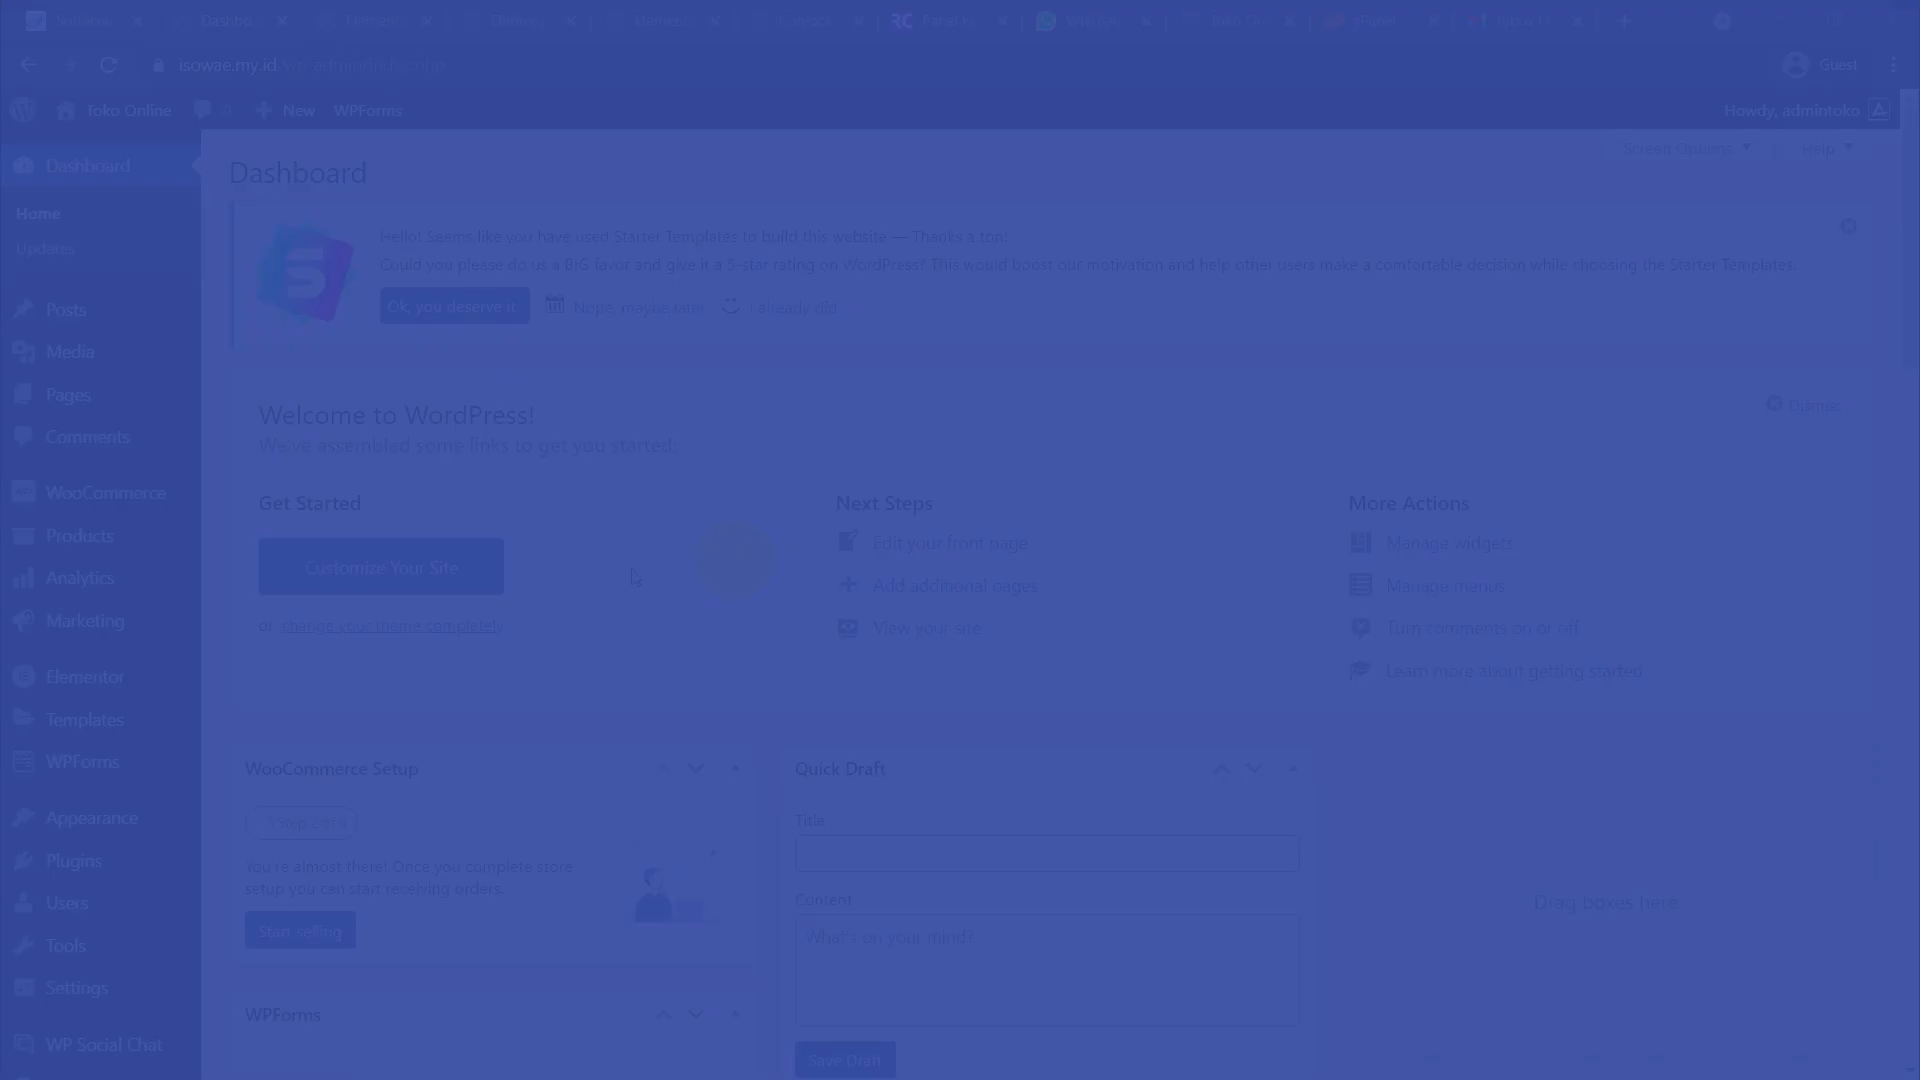 Dashbo
Element
Panel
isowae.my.id
Guest
Toko Online
New
WPForms
Howdy, admintoko
Dashboard
Home
Updates
Posts
Media
Pages
Comments
WooCommerce
Products
Analytics
Marketing
Elementor
Templates
WPForms
Appearance
Plugins
Users
Tools
Settings
WP Social Chat
Screen Options
Help
Dashboard
Hello! Seems like you have used Starter Templates to build this website — Thanks a ton!
Could you please do us a BIG favor and give it a 5-star rating on WordPress? This would boost our motivation and help other users make a comfortable decision while choosing the Starter Templates.
Ok, you deserve it
Nope, maybe later
I already did
Welcome to WordPress!
We've assembled some links to get you started:
Dismiss
Get Started
Customize Your Site
or, change your theme completely
Next Steps
Edit your front page
Add additional pages
View your site
More Actions
Manage widgets
Manage menus
Turn comments on or off
Learn more about getting started
WooCommerce Setup
You're almost there! Once you complete store
setup you can start receiving orders.
Start selling
WPForms
Quick Draft
Title
Content
What's on your mind?
Save Draft
Drag boxes here